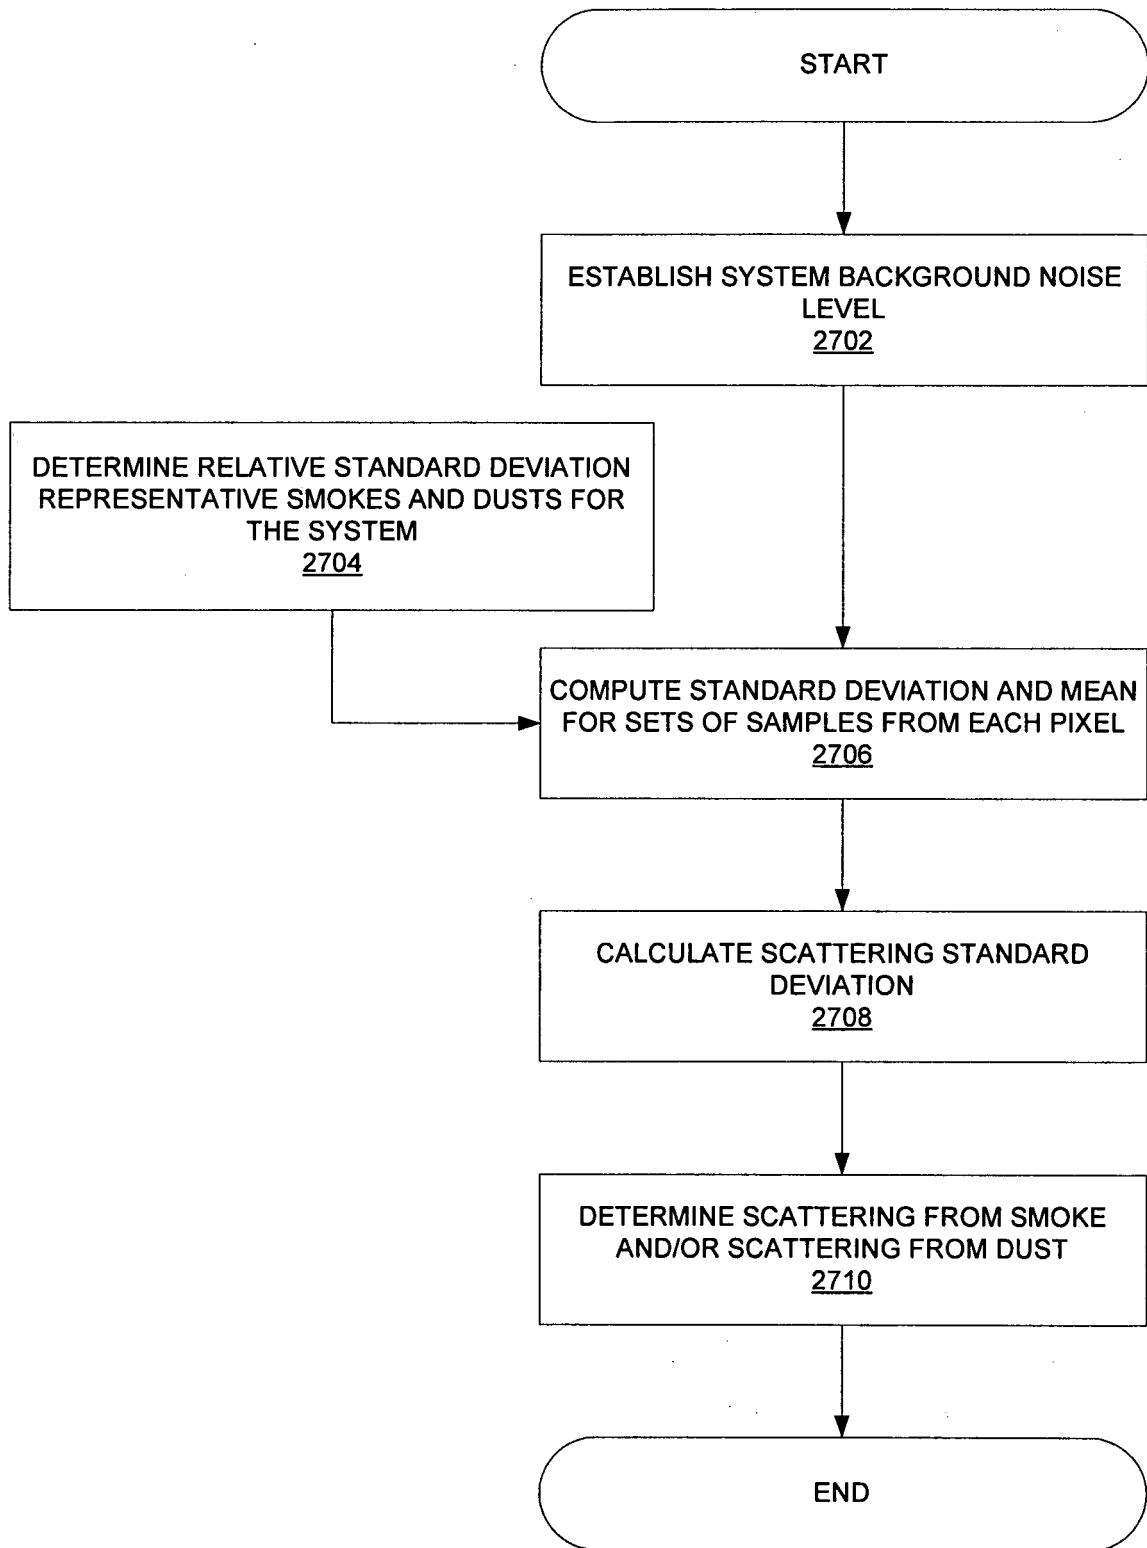 START
ESTABLISH SYSTEM BACKGROUND NOISE
LEVEL
2702
DETERMINE RELATIVE STANDARD DEVIATION
REPRESENTATIVE SMOKES AND DUSTS FOR
THE SYSTEM
2704
COMPUTE STANDARD DEVIATION AND MEAN
FOR SETS OF SAMPLES FROM EACH PIXEL
2706
CALCULATE SCATTERING STANDARD
DEVIATION
2708
DETERMINE SCATTERING FROM SMOKE
AND/OR SCATTERING FROM DUST
2710
END